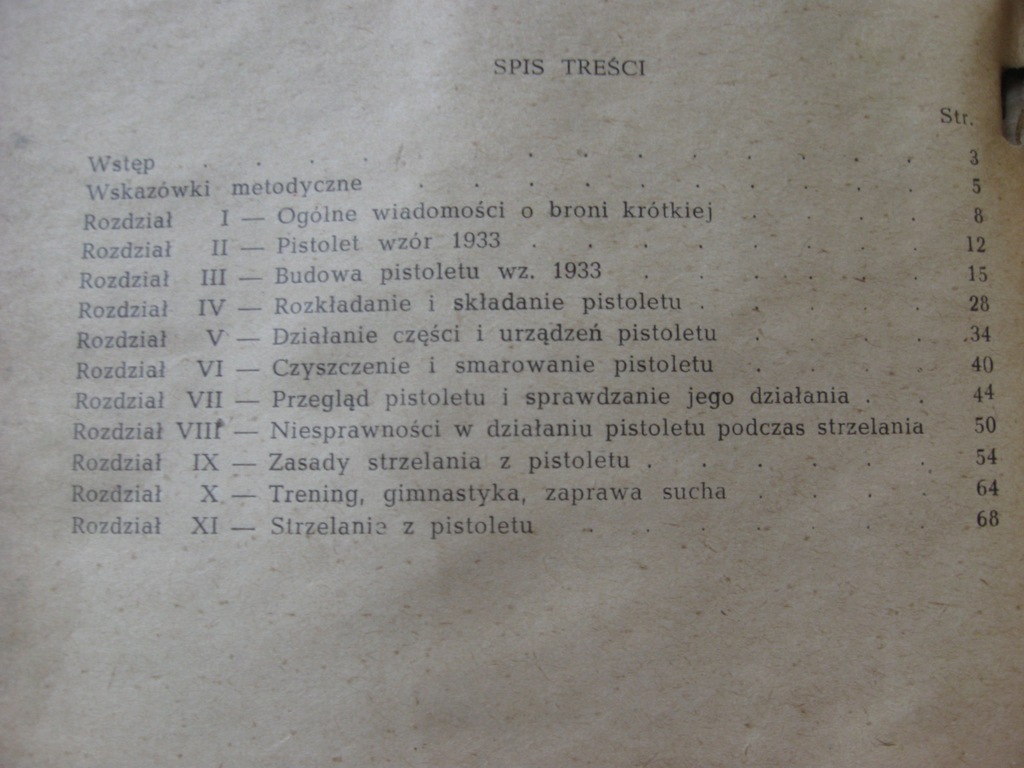 SPIS TREŚCI
Str.
Wstęp . . . . . . . . . . . . 3
Wskazówki metodyczne . . . . . . . . . 5
Rozdział I — Ogólne wiadomości o broni krótkiej . . . . 8
Rozdział II — Pistolet wzór 1933 . . . . . . . . 12
Rozdział III — Budowa pistoletu wz. 1933 . . . . . . 15
Rozdział IV — Rozkładanie i składanie pistoletu . . . . . 28
Rozdział V — Działanie części i urządzeń pistoletu . . . . 34
Rozdział VI — Czyszczenie i smarowanie pistoletu . . . . 40
Rozdział VII — Przegląd pistoletu i sprawdzanie jego działania . . 44
Rozdział VIII — Niesprawności w działaniu pistoletu podczas strzelania 50
Rozdział IX — Zasady strzelania z pistoletu . . . . . . 54
Rozdział X — Trening, gimnastyka, zaprawa sucha . . . . 64
Rozdział XI — Strzelanie z pistoletu . . . . . . . 68